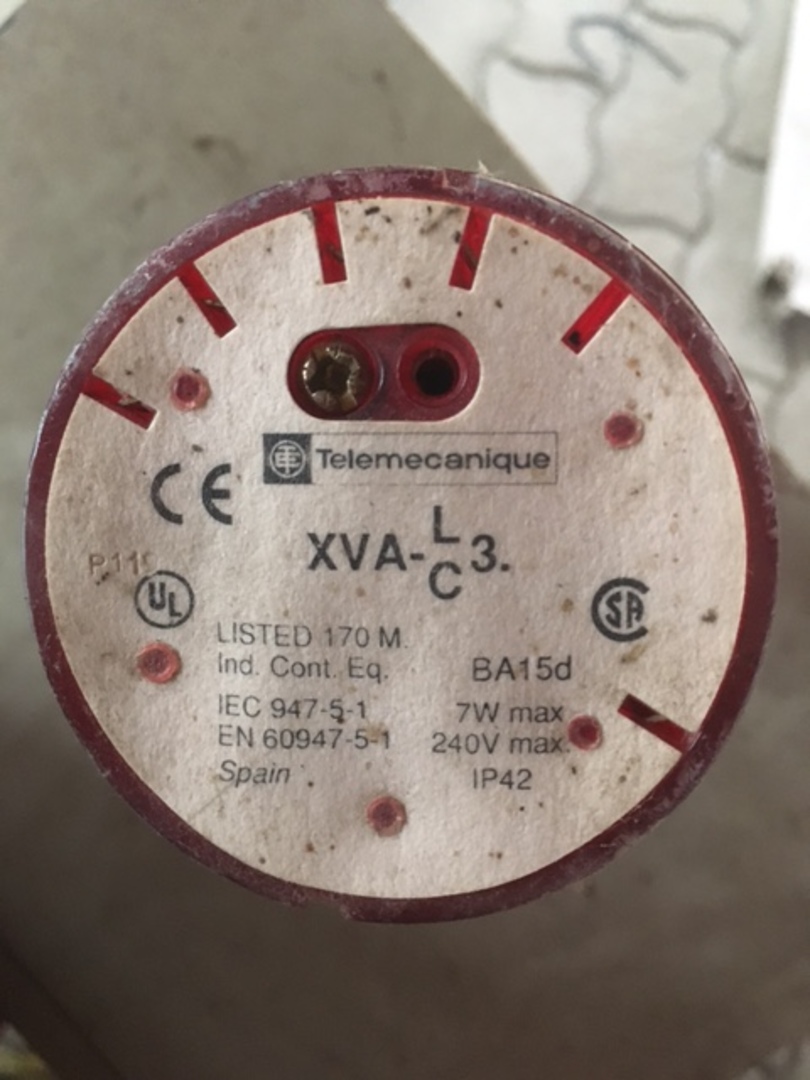 Telemecanique
CE
XVA-L/C3.
UL
SA
LISTED 170 M.
Ind. Cont. Eq.
BA15d
IEC 947-5-1
7W max
EN 60947-5-1
240V max.
Spain
IP42